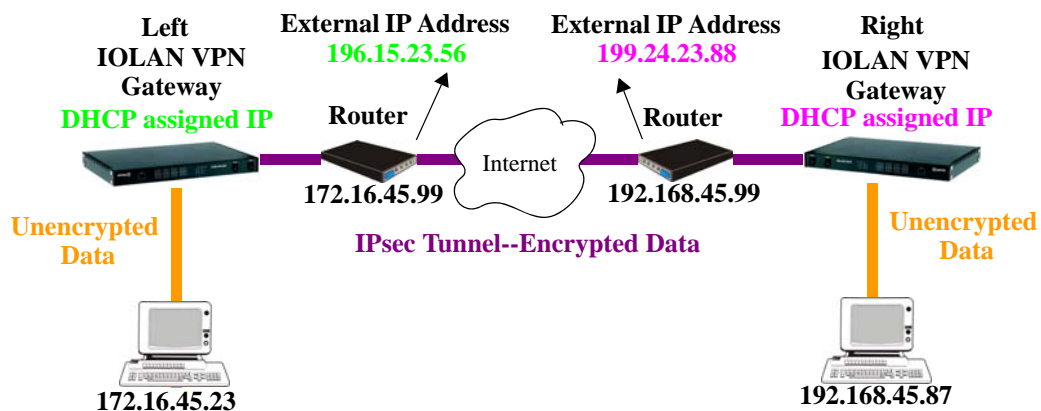 Left
IOLAN VPN
Gateway
DHCP assigned IP
External IP Address
196.15.23.56
External IP Address
199.24.23.88
Right
IOLAN VPN
Gateway
DHCP assigned IP
Router
Router
Internet
172.16.45.99
192.168.45.99
Unencrypted
Data
IPsec Tunnel--Encrypted Data
Unencrypted
Data
172.16.45.23
192.168.45.87